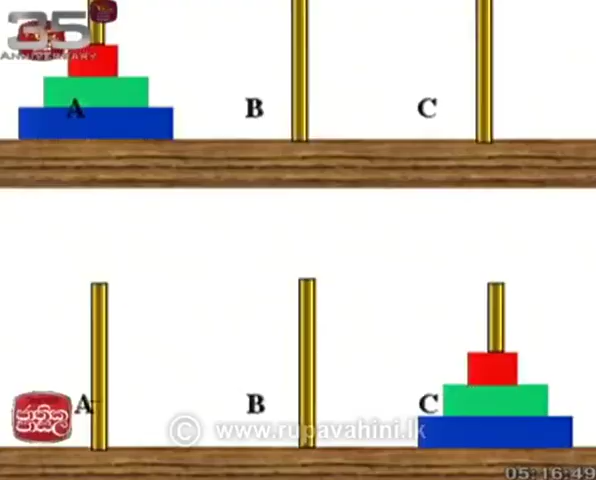 35
ANNIVERSARY
A B C
A B C
ජාතික
© www.rupavahini.lk
05:16:49